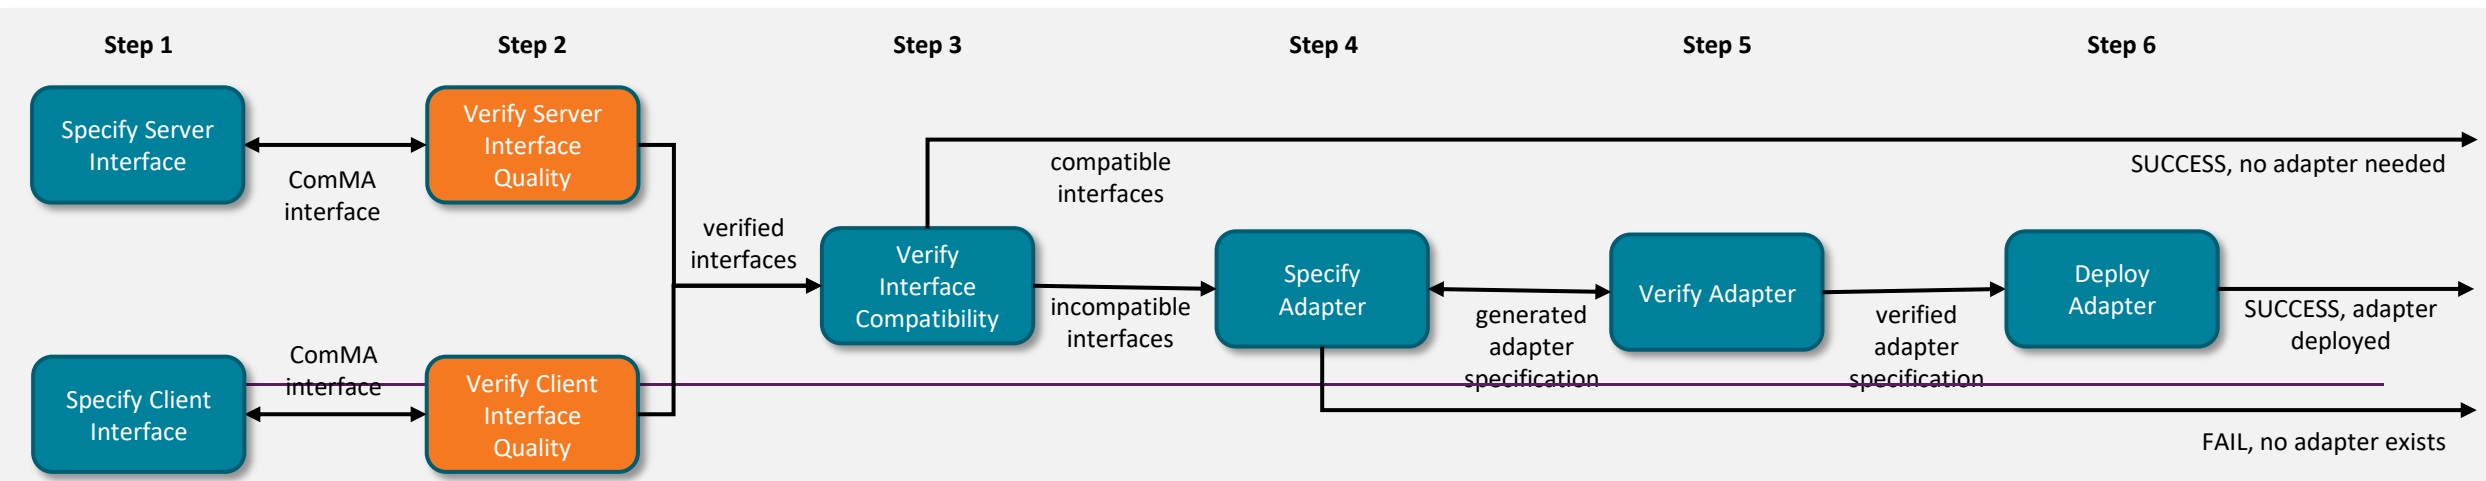 Step 1
Step 2
Step 3
Step 4
Step 5
Step 6
Specify Server
Interface
ComMA
interface
Verify Server
Interface
Quality
Specify Client
Interface
ComMA
interface
Verify Client
Interface
Quality
verified
interfaces
Verify
Interface
Compatibility
compatible
interfaces
SUCCESS, no adapter needed
incompatible
interfaces
Specify
Adapter
generated
adapter
specification
Verify Adapter
verified
adapter
specification
Deploy
Adapter
SUCCESS, adapter
deployed
FAIL, no adapter exists